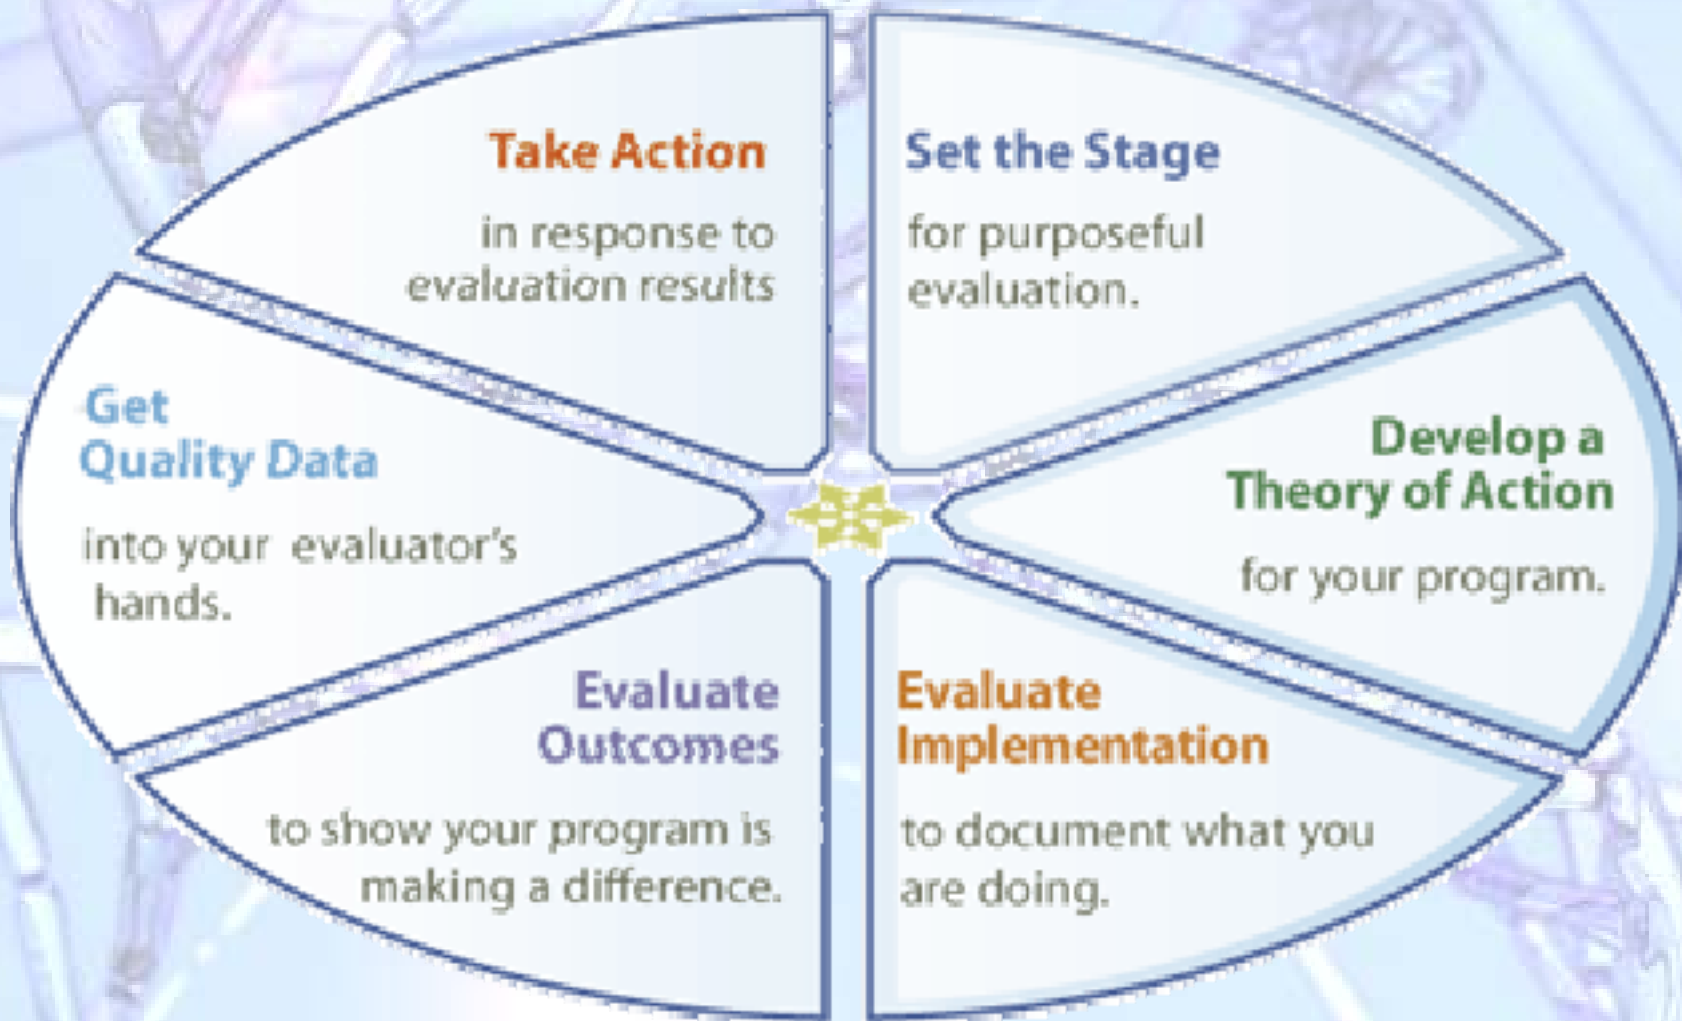 Take Action
in response to
evaluation results
Set the Stage
for purposeful
evaluation.
Develop a
Theory of Action
for your program.
Evaluate
Implementation
to document what you
are doing.
Evaluate
Outcomes
to show your program is
making a difference.
Get
Quality Data
into your evaluator's
hands.